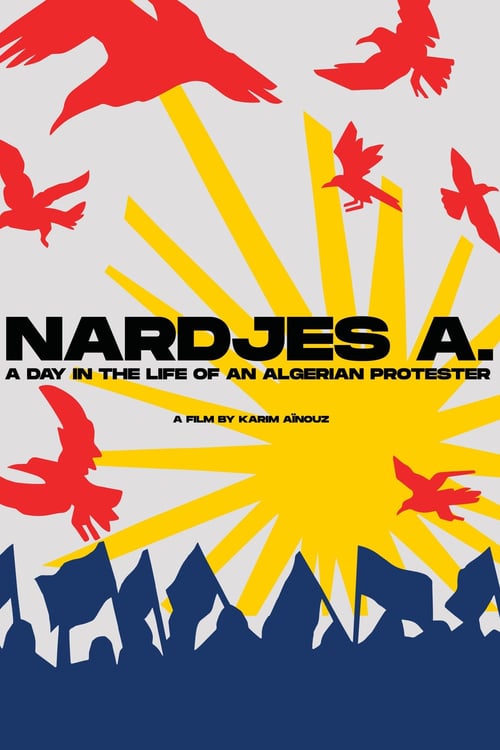 NARDJES A.
A DAY IN THE LIFE OF AN ALGERIAN PROTESTER
A FILM BY KARIM AÏNOUZ